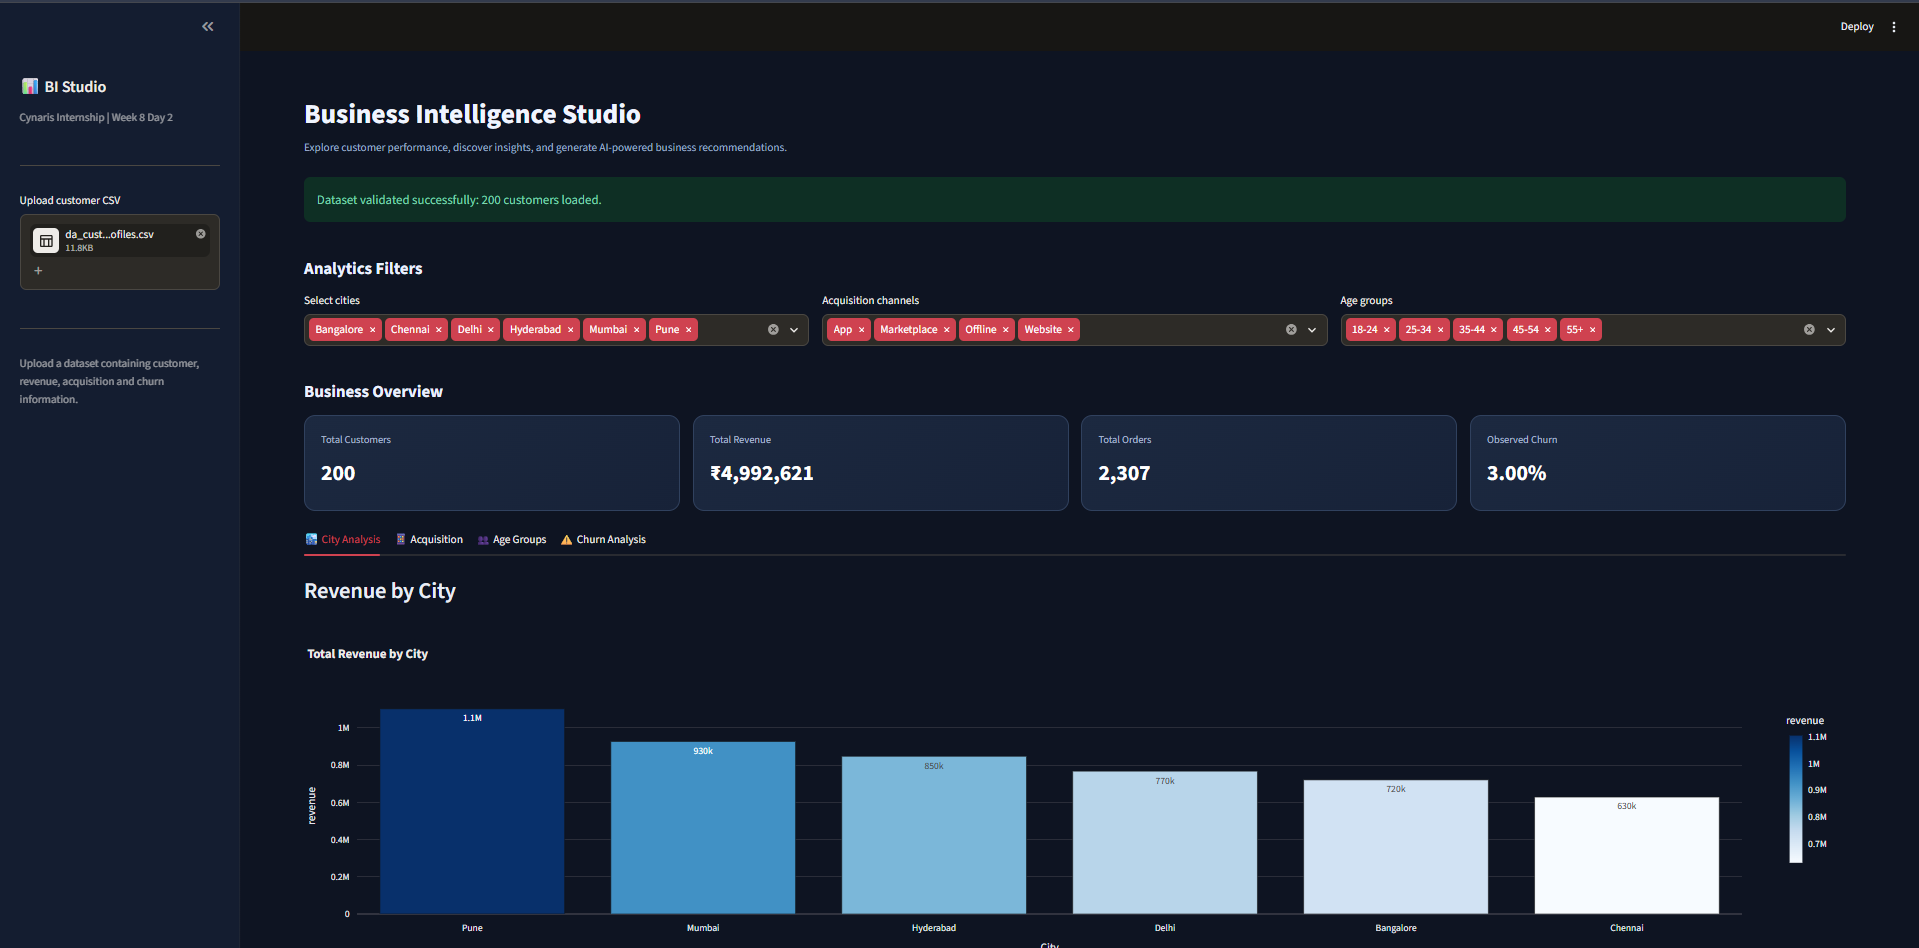 Deploy
BI Studio
Cynaris Internship | Week 8 Day 2
Upload customer CSV
da_cust...ofiles.csv
11.8KB
Upload a dataset containing customer,
revenue, acquisition and churn
information.
Business Intelligence Studio
Explore customer performance, discover insights, and generate AI-powered business recommendations.
Dataset validated successfully: 200 customers loaded.
Analytics Filters
Select cities
Bangalore Chennai Delhi Hyderabad Mumbai Pune
Acquisition channels
App Marketplace Offline Website
Age groups
18-24 25-34 35-44 45-54 55+
Business Overview
Total Customers
200
Total Revenue
₹4,992,621
Total Orders
2,307
Observed Churn
3.00%
City Analysis Acquisition Age Groups Churn Analysis
Revenue by City
Total Revenue by City
revenue
1M
0.8M
0.6M
0.4M
0.2M
0
1.1M
930k
850k
770k
720k
630k
Pune Mumbai Hyderabad Delhi Bangalore Chennai
City
revenue
1.1M
1M
0.9M
0.8M
0.7M